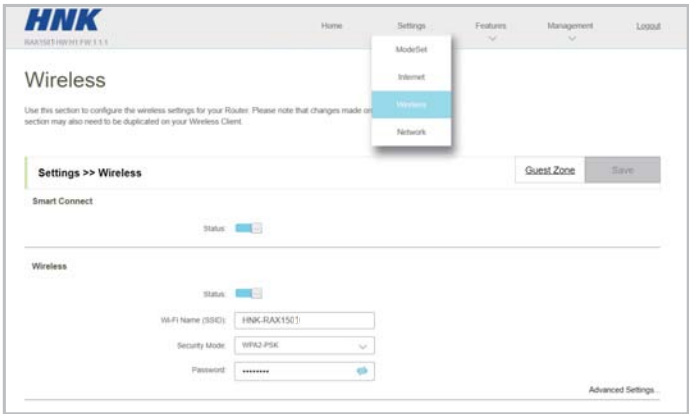 HNK
Home
Settings
Features
Management
Logout
ModeSet
Internet
Wireless
Network
Wireless
Use this section to configure the wireless settings for your Router. Please note that changes made on
section may also need to be duplicated on your Wireless Client.
Settings >> Wireless
Guest Zone
Save
Smart Connect
Status:
Wireless
Status:
Wi-Fi Name (SSID):
Security Mode:
WPA2-PSK
Password:
••••••••
Advanced Settings...